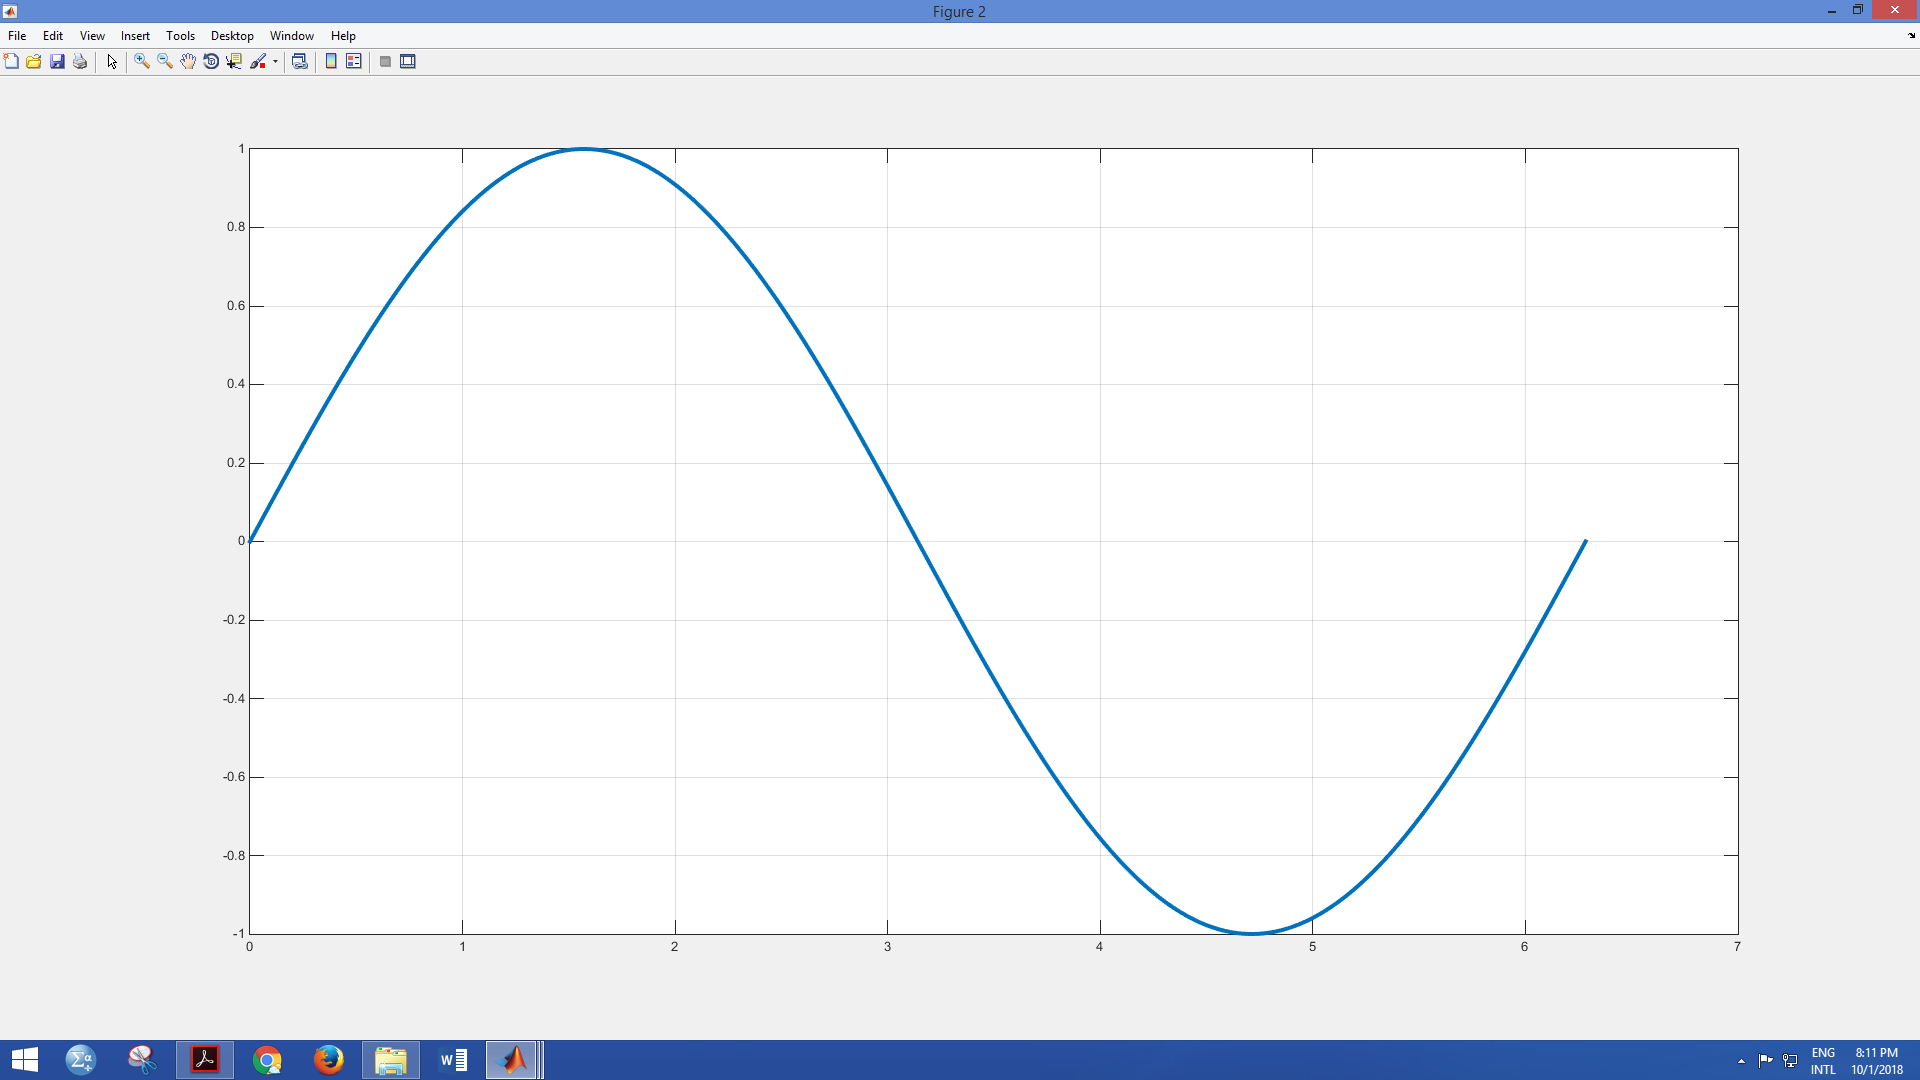 Figure 2
File Edit View Insert Tools Desktop Window Help
1
0.8
0.6
0.4
0.2
0
-0.2
-0.4
-0.6
-0.8
-1
0 1 2 3 4 5 6 7
Σα
W
ENG 8:11 PM
INTL 10/1/2018